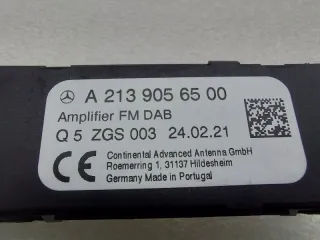 A 213 905 65 00
Amplifier FM DAB
Q 5 ZGS 003 24.02.21
CE Continental Advanced Antenna GmbH
Roemerring 1, 31137 Hildesheim
Germany Made in Portugal